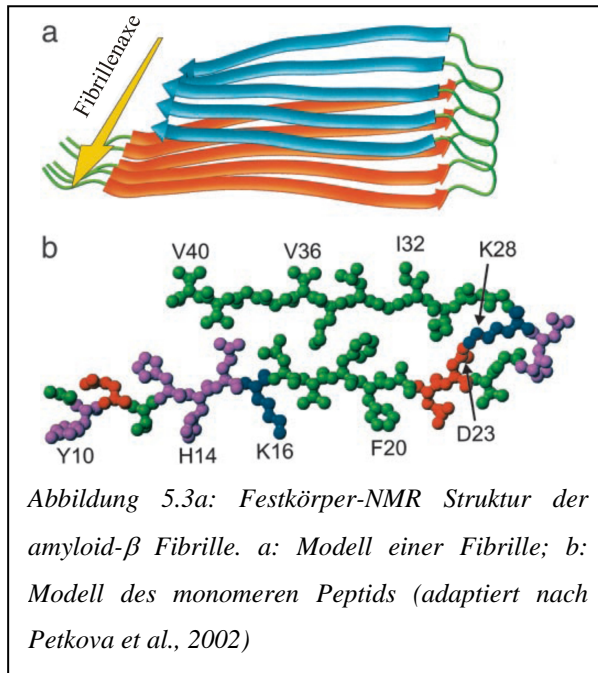 a
Fibrillenaxe
b
V40
V36
I32
K28
Y10
H14
K16
F20
D23
Abbildung 5.3a: Festkörper-NMR Struktur der
amyloid-β Fibrille. a: Modell einer Fibrille; b:
Modell des monomeren Peptids (adaptiert nach
Petkova et al., 2002)